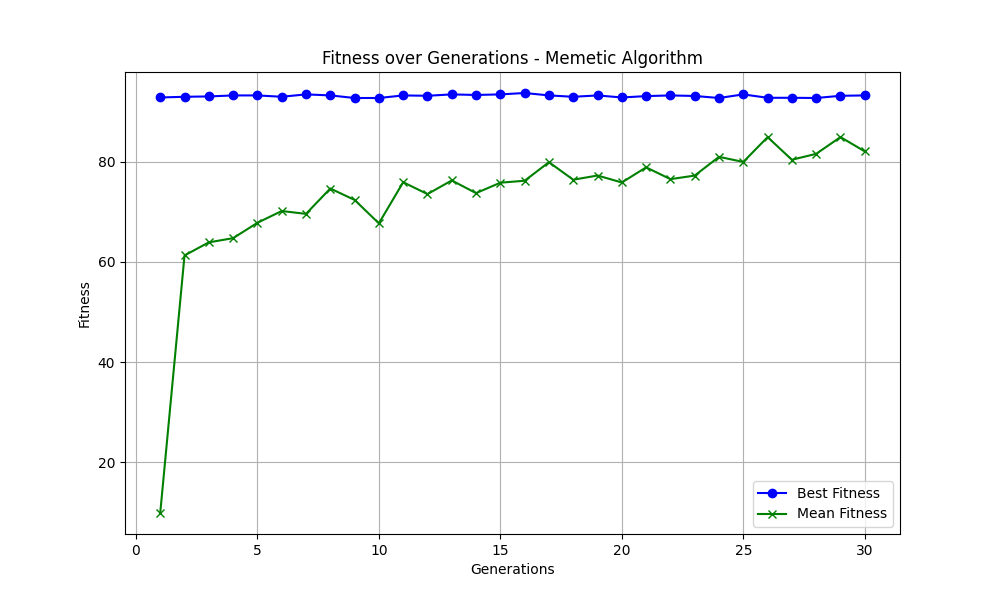 Fitness over Generations - Memetic Algorithm
Fitness
80
60
40
20
0 5 10 15 20 25 30
Generations
Best Fitness
Mean Fitness